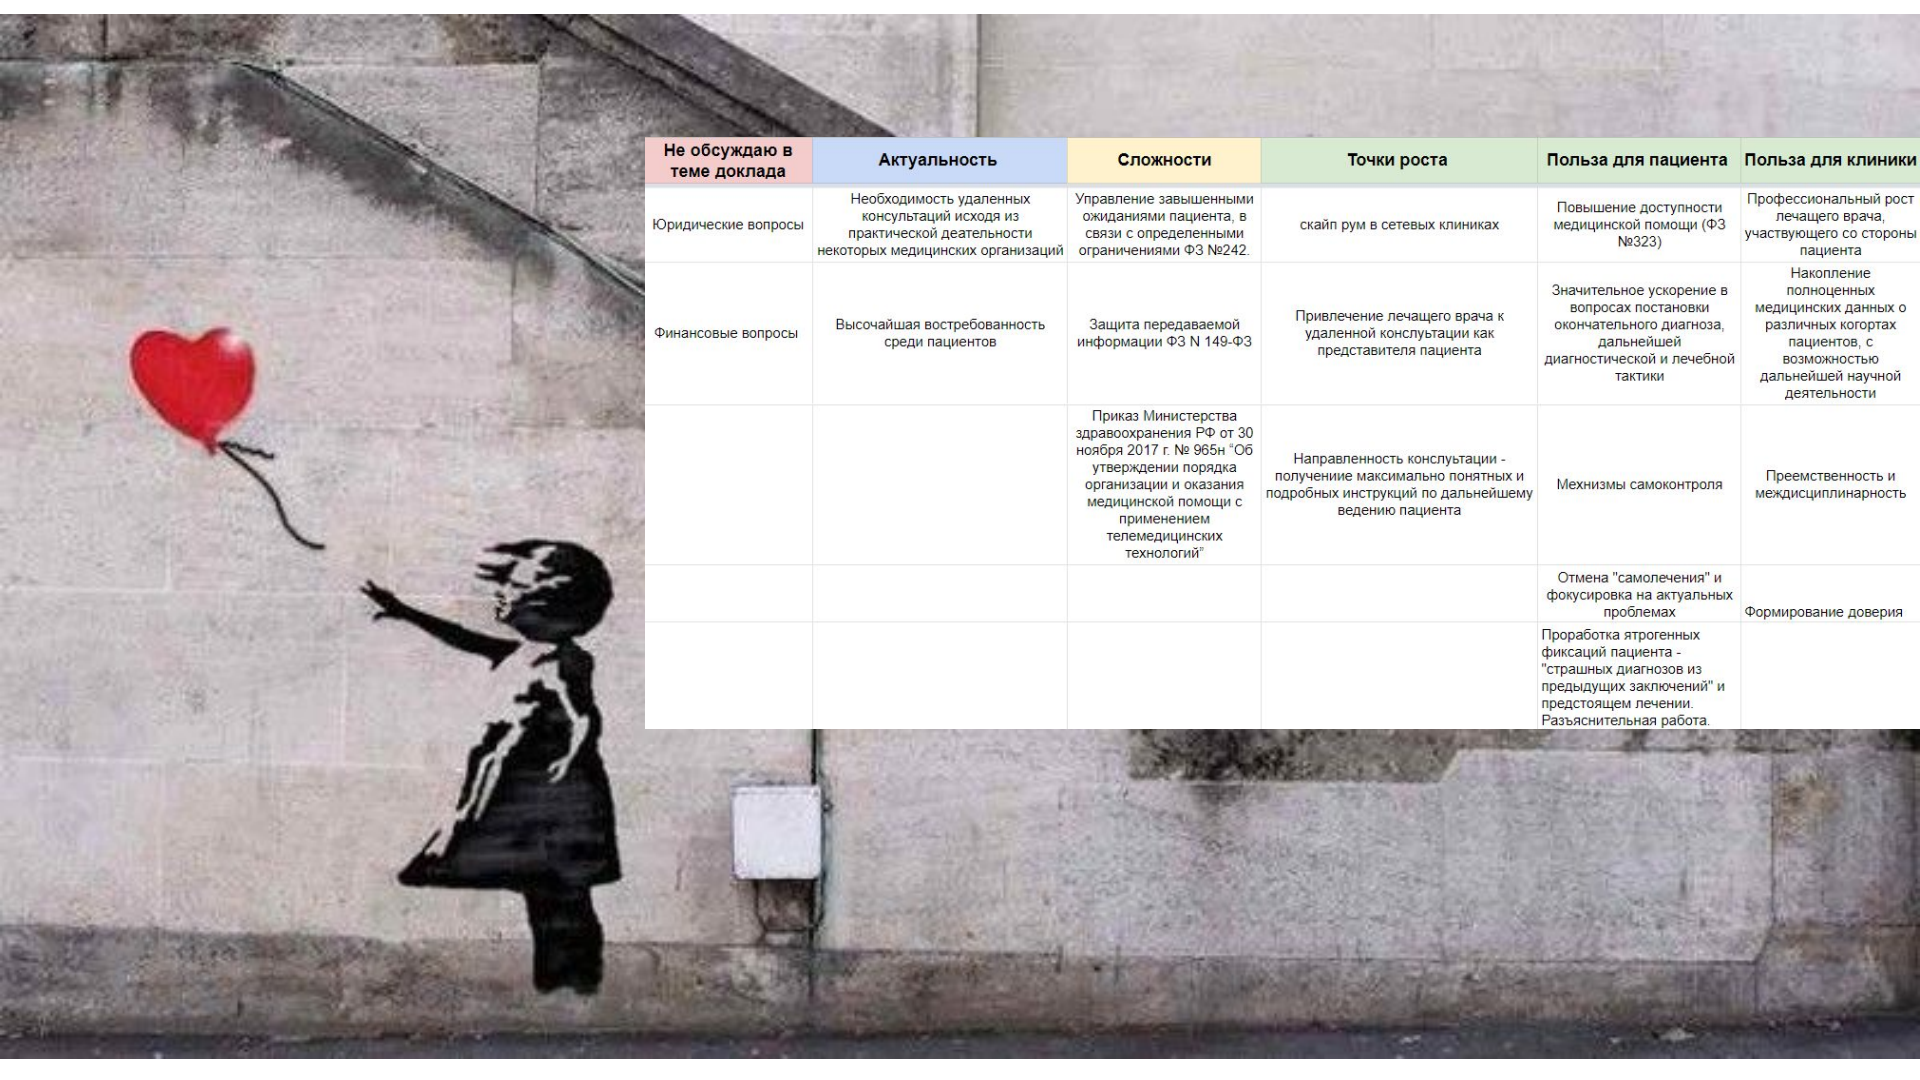 Не обсуждаю в
теме доклада
Актуальность
Сложности
Точки роста
Польза для пациента
Польза для клиники
Юридические вопросы
Необходимость удаленных
консультаций исходя из
практической деательности
некоторых медицинских организаций
Управление завышенными
ожиданиями пациента, в
связи с определенными
ограничениями ФЗ №242.
скайп рум в сетевых клиниках
Повышение доступности
медицинской помощи (ФЗ
№323)
Профессиональный рост
лечащего врача,
участвующего со стороны
пациента
Финансовые вопросы
Высочайшая востребованность
среди пациентов
Защита передаваемой
информации ФЗ N 149-ФЗ
Привлечение лечащего врача к
удаленной конслуьтации как
представителя пациента
Значительное ускорение в
вопросах постановки
окончательного диагноза,
дальнейшей
диагностической и лечебной
тактики
Накопление
полноценных
медицинских данных о
различных когортах
пациентов, с
возможностью
дальнейшей научной
деятельности
Приказ Министерства
здравоохранения РФ от 30
ноября 2017 г. № 965н “Об
утверждении порядка
организации и оказания
медицинской помощи с
применением
телемедицинских
технологий”
Направленность конслуьтации -
получениие максимально понятных и
подробных инструкций по дальнейшему
ведению пациента
Мехнизмы самоконтроля
Преемственность и
междисциплинарность
Отмена "самолечения" и
фокусировка на актуальных
проблемах
Формирование доверия
Проработка ятрогенных
фиксаций пациента -
"страшных диагнозов из
предыдущих заключений" и
предстоящем лечении.
Разъяснительная работа.